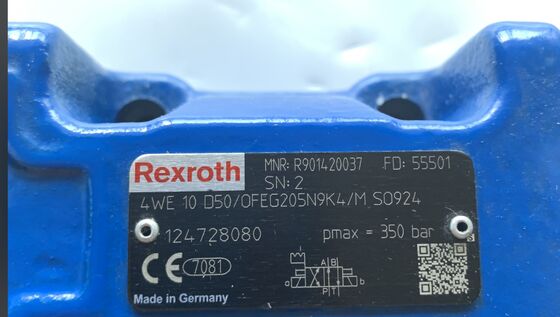 Rexroth
MNR: R901420037 FD: 55501
SN: 2
4WE 10 D50/OFEG205N9K4/M SO924
124728080 pmax = 350 bar
CE 7081
A B
a b
P T
Made in Germany